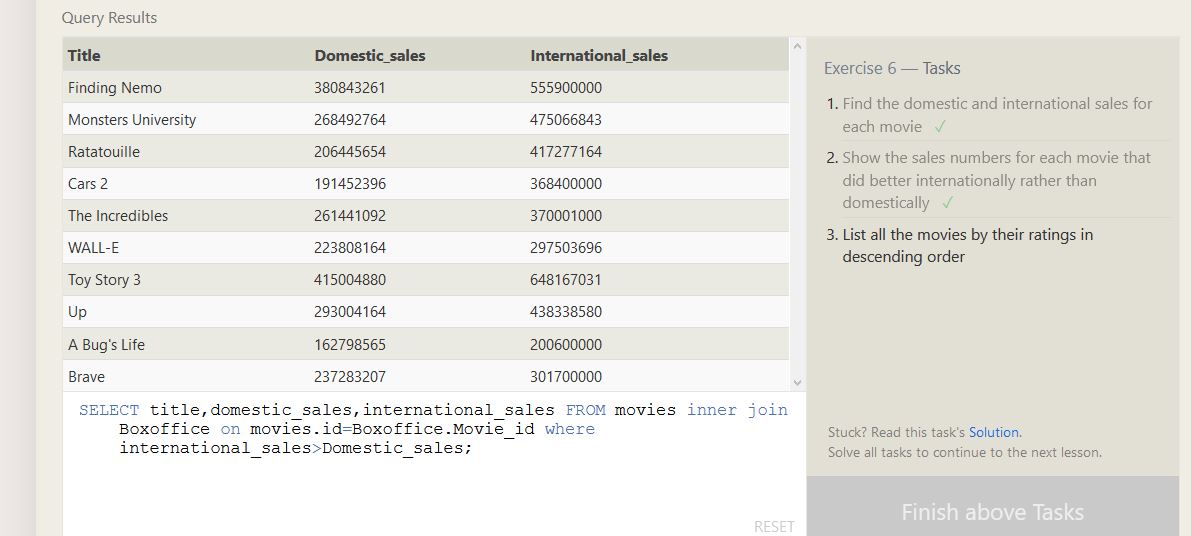 Query Results
Title Domestic_sales International_sales
Finding Nemo 380843261 555900000
Monsters University 268492764 475066843
Ratatouille 206445654 417277164
Cars 2 191452396 368400000
The Incredibles 261441092 370001000
WALL-E 223808164 297503696
Toy Story 3 415004880 648167031
Up 293004164 438338580
A Bug's Life 162798565 200600000
Brave 237283207 301700000
SELECT title,domestic_sales,international_sales FROM movies inner join
Boxoffice on movies.id=Boxoffice.Movie_id where
international_sales>Domestic_sales;
RESET
Exercise 6 — Tasks
1. Find the domestic and international sales for
each movie ✓
2. Show the sales numbers for each movie that
did better internationally rather than
domestically ✓
3. List all the movies by their ratings in
descending order
Stuck? Read this task's Solution.
Solve all tasks to continue to the next lesson.
Finish above Tasks